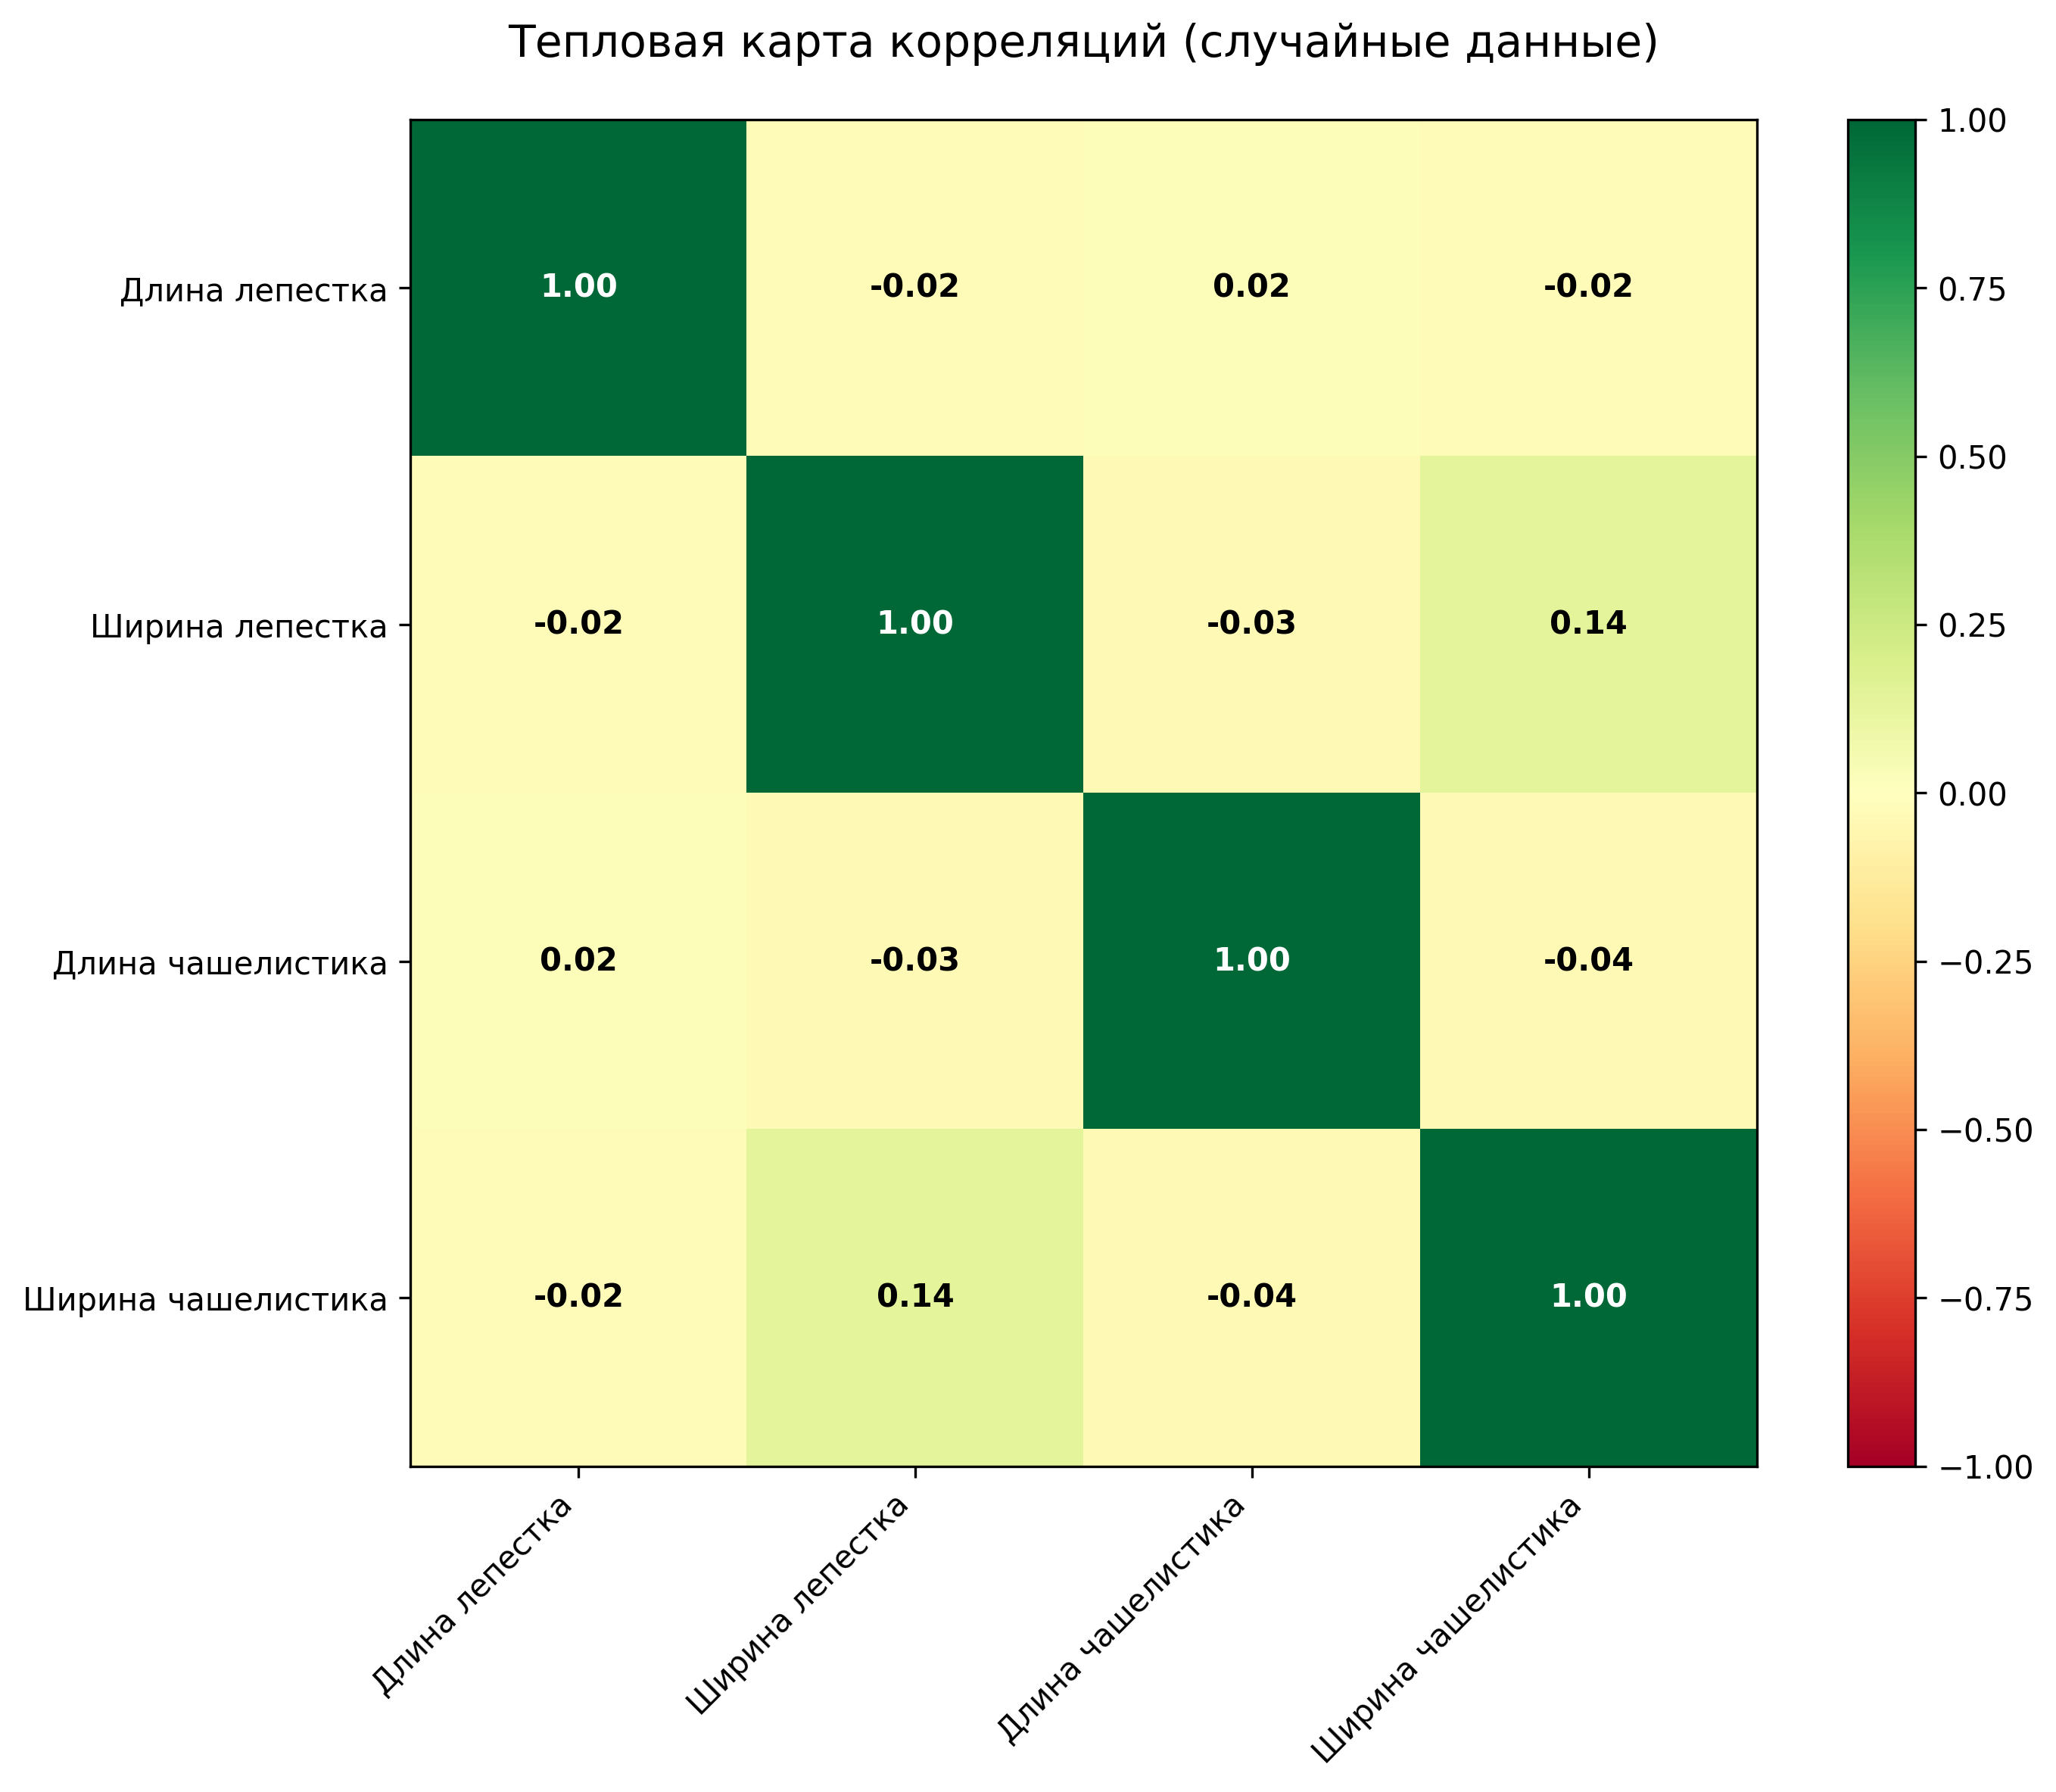 Тепловая карта корреляций (случайные данные)
Длина лепестка
1.00
-0.02
0.02
-0.02
Ширина лепестка
-0.02
1.00
-0.03
0.14
Длина чашелистика
0.02
-0.03
1.00
-0.04
Ширина чашелистика
-0.02
0.14
-0.04
1.00
Длина лепестка
Ширина лепестка
Длина чашелистика
Ширина чашелистика
1.00
0.75
0.50
0.25
0.00
−0.25
−0.50
−0.75
−1.00